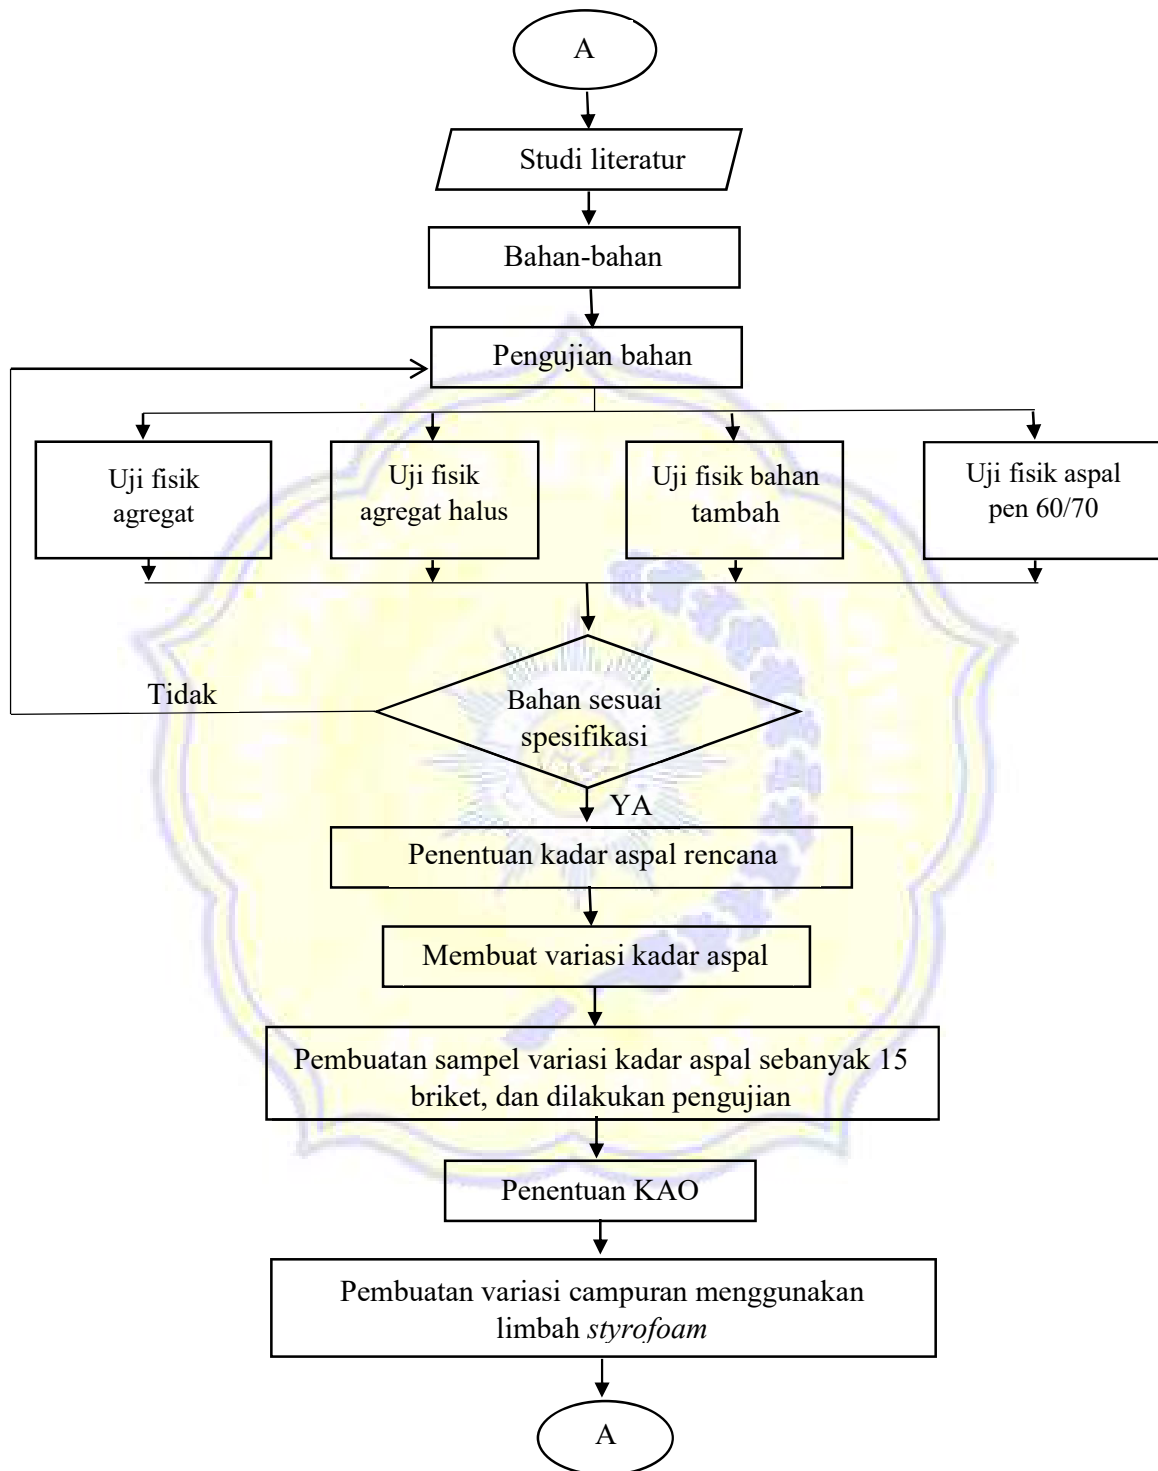 A
Studi literatur
Bahan-bahan
Pengujian bahan
Uji fisik
agregat
Uji fisik
agregat halus
Uji fisik bahan
tambah
Uji fisik aspal
pen 60/70
Tidak
Bahan sesuai
spesifikasi
YA
Penentuan kadar aspal rencana
Membuat variasi kadar aspal
Pembuatan sampel variasi kadar aspal sebanyak 15
briket, dan dilakukan pengujian
Penentuan KAO
Pembuatan variasi campuran menggunakan
limbah styrofoam
A